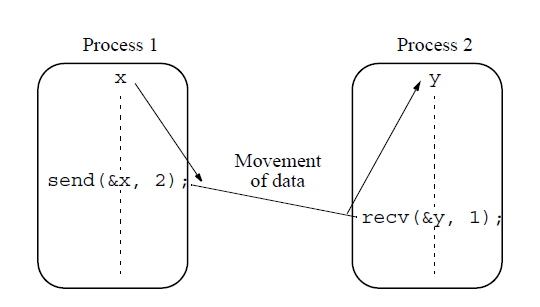 Process 1
Process 2
x
y
Movement
of data
send(&x, 2);
recv(&y, 1);